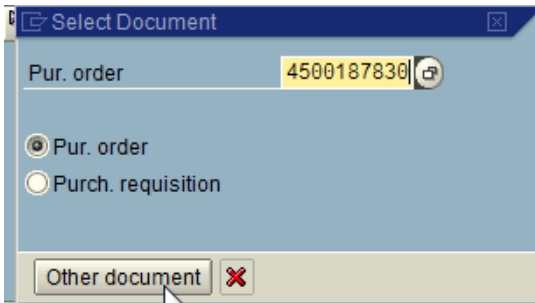 Select Document
Pur. order 4500187830
Pur. order
Purch. requisition
Other document